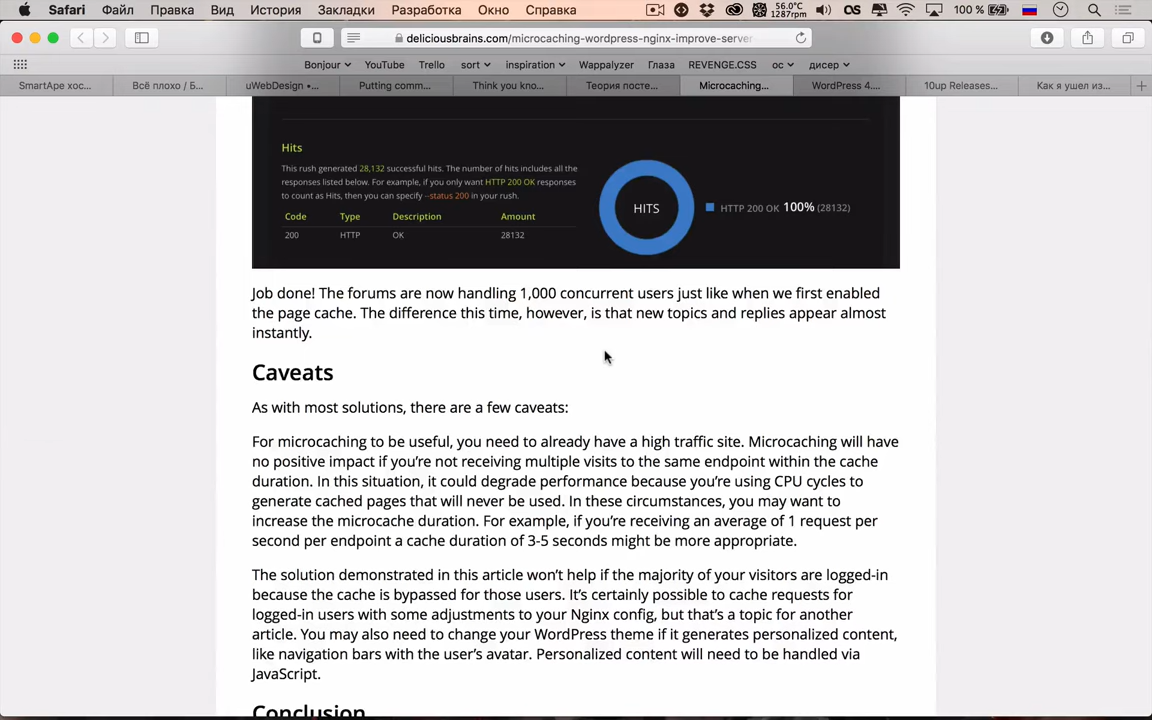 Safari Файл Правка Вид История Закладки Разработка Окно Справка 56.0°C 1287rpm 100 %
deliciousbrains.com/microcaching-wordpress-nginx-improve-server
Bonjour YouTube Trello sort inspiration Wappalyzer Глаза REVENGE.CSS ос дисер
SmartApe хос... Всё плохо / Б... uWebDesign •... Putting comm... Think you kno... Теория посте... Microcaching... WordPress 4.... 10up Releases... Как я ушел из...
Hits
This rush generated 28,132 successful hits. The number of hits includes all the
responses listed below. For example, if you only want HTTP 200 OK responses
to count as Hits, then you can specify --status 200 in your rush.
Code Type Description Amount
200 HTTP OK 28132
HITS
HTTP 200 OK 100% (28132)
Job done! The forums are now handling 1,000 concurrent users just like when we first enabled
the page cache. The difference this time, however, is that new topics and replies appear almost
instantly.
Caveats
As with most solutions, there are a few caveats:
For microcaching to be useful, you need to already have a high traffic site. Microcaching will have
no positive impact if you’re not receiving multiple visits to the same endpoint within the cache
duration. In this situation, it could degrade performance because you’re using CPU cycles to
generate cached pages that will never be used. In these circumstances, you may want to
increase the microcache duration. For example, if you’re receiving an average of 1 request per
second per endpoint a cache duration of 3-5 seconds might be more appropriate.
The solution demonstrated in this article won’t help if the majority of your visitors are logged-in
because the cache is bypassed for those users. It’s certainly possible to cache requests for
logged-in users with some adjustments to your Nginx config, but that’s a topic for another
article. You may also need to change your WordPress theme if it generates personalized content,
like navigation bars with the user’s avatar. Personalized content will need to be handled via
JavaScript.
Conclusion